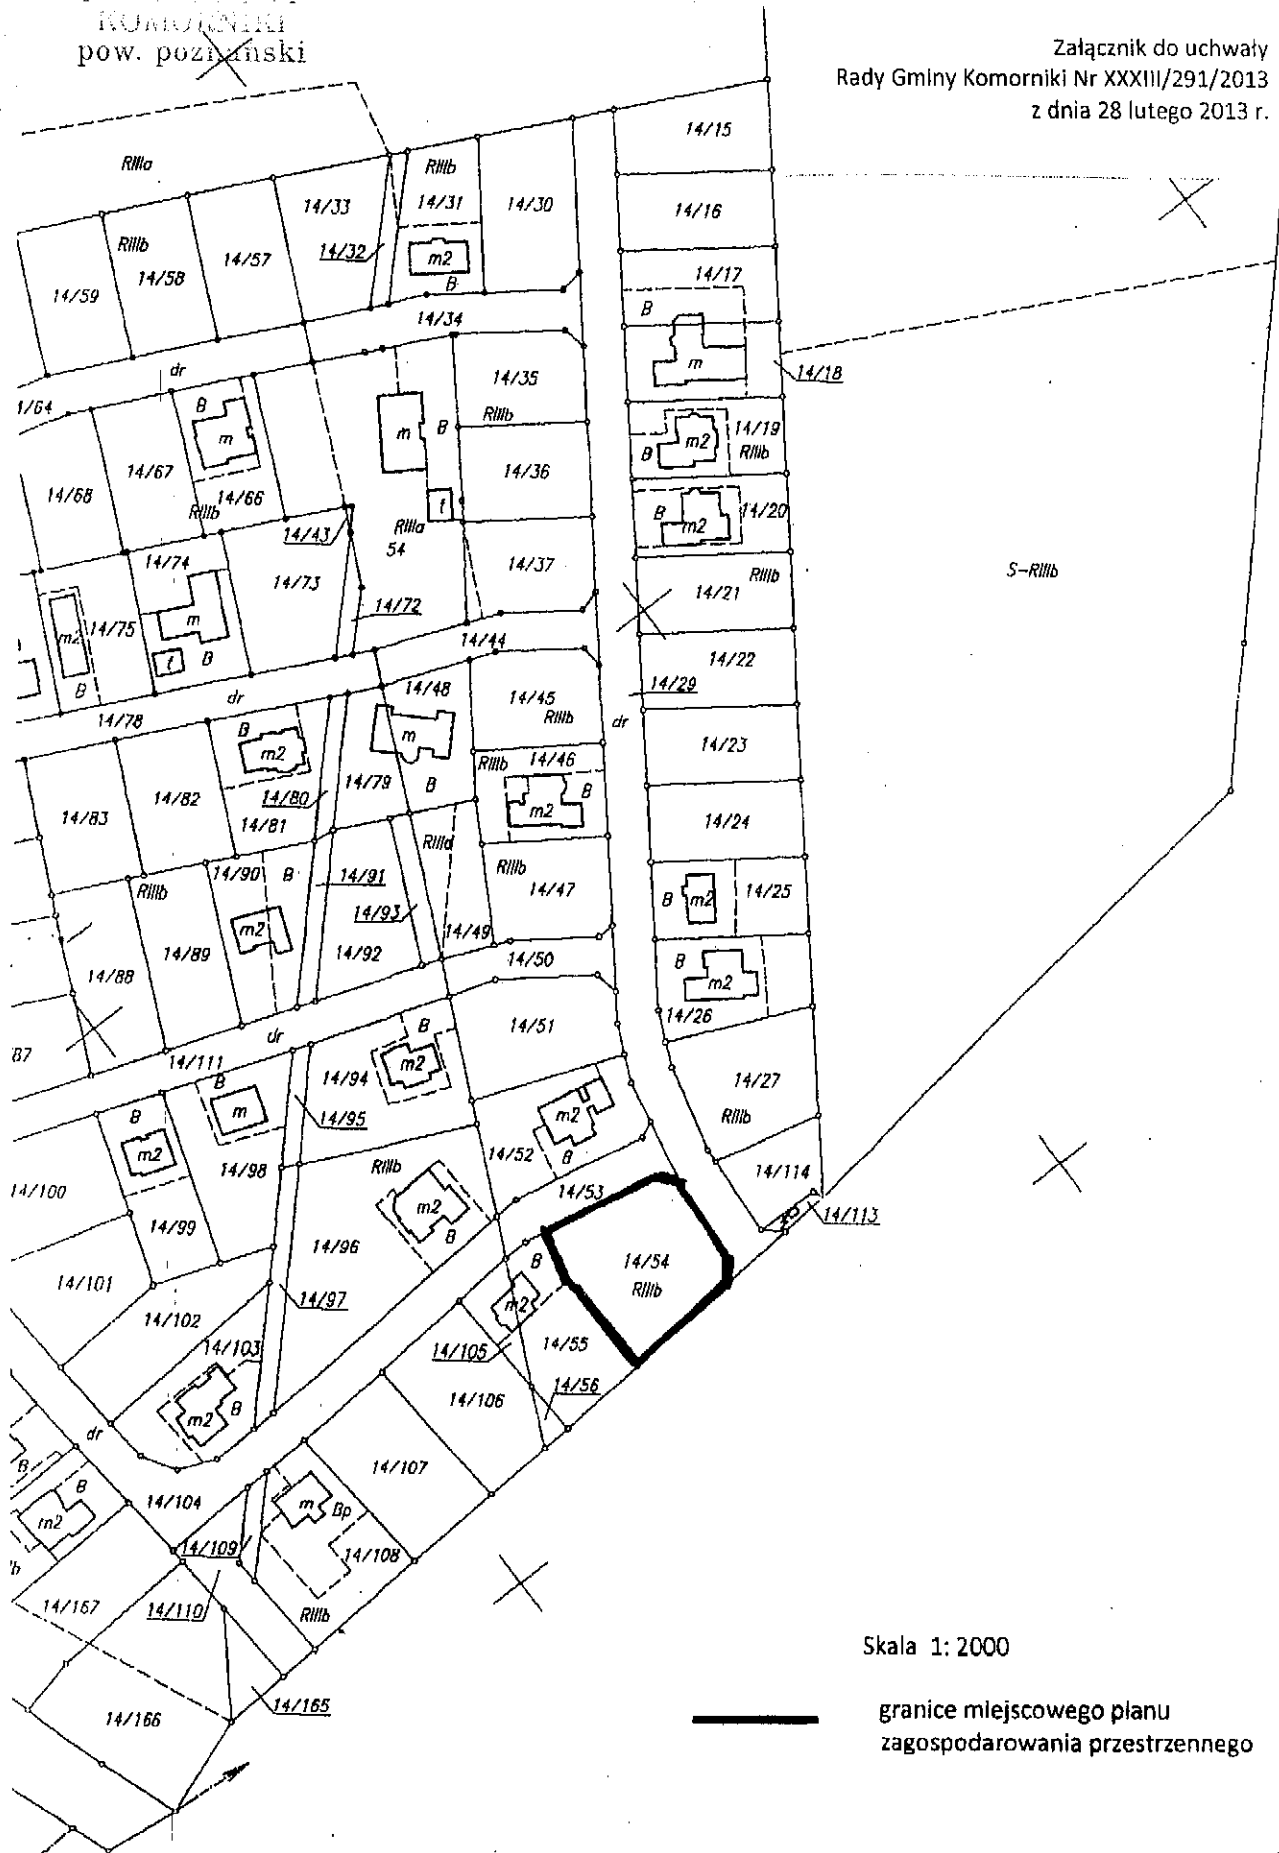 KOMORNIKI
pow. poznański
Załącznik do uchwały
Rady Gminy Komorniki Nr XXXIII/291/2013
z dnia 28 lutego 2013 r.
14/15
RIIIa
RIIIb
14/33
14/31
14/30
14/16
14/32
RIIIb
14/57
14/58
m2
14/59
B
14/17
B
14/34
m
14/18
dr
14/35
1/64
B
RIIIb
m
m
B
14/19
m2
RIIIb
B
14/67
14/36
14/68
14/66
RIIIb
f
B
m2
14/20
14/43
RIIIa
54
14/74
14/73
14/37
RIIIb
S-RIIIb
14/21
14/72
m
m2
14/75
f
B
B
14/44
14/22
14/29
14/48
14/45
RIIIb
dr
14/78
dr
B
m2
m
14/23
RIIIb
14/46
14/79
B
B
14/80
14/82
m2
14/83
14/81
14/24
RIIId
RIIIb
14/90
B
14/91
14/47
B
m2
14/25
RIIIb
14/93
m2
14/49
14/89
14/92
14/50
B
m2
14/88
14/26
14/51
B
dr
87
14/111
m2
14/94
14/27
B
RIIIb
m
m2
B
14/95
m2
14/52
B
14/98
RIIIb
14/114
14/100
14/53
m2
B
14/113
14/99
14/96
B
14/54
RIIIb
14/101
14/97
m2
14/102
14/103
14/105
14/55
14/56
14/106
m2
B
dr
B
B
14/107
14/104
m
Bp
m2
14/109
14/108
14/167
14/110
RIIIb
14/165
14/166
Skala 1: 2000
granice miejscowego planu
zagospodarowania przestrzennego